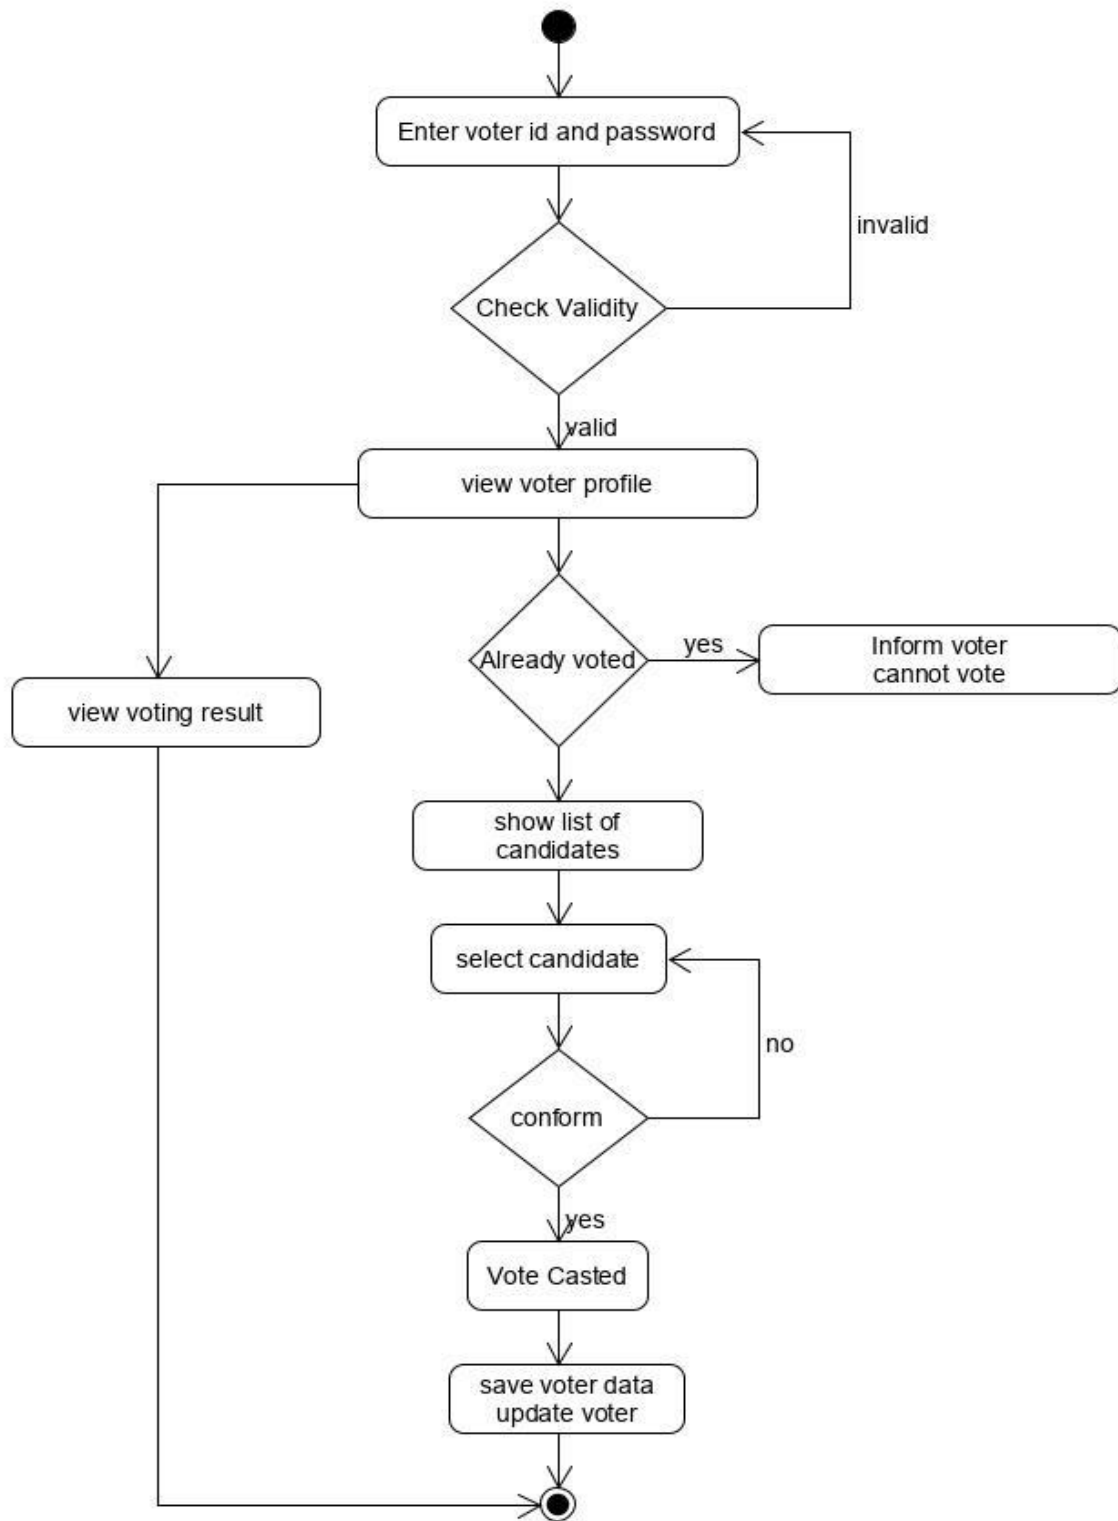 Enter voter id and password
invalid
Check Validity
valid
view voter profile
Already voted
yes
Inform voter
cannot vote
view voting result
show list of
candidates
select candidate
no
conform
yes
Vote Casted
save voter data
update voter